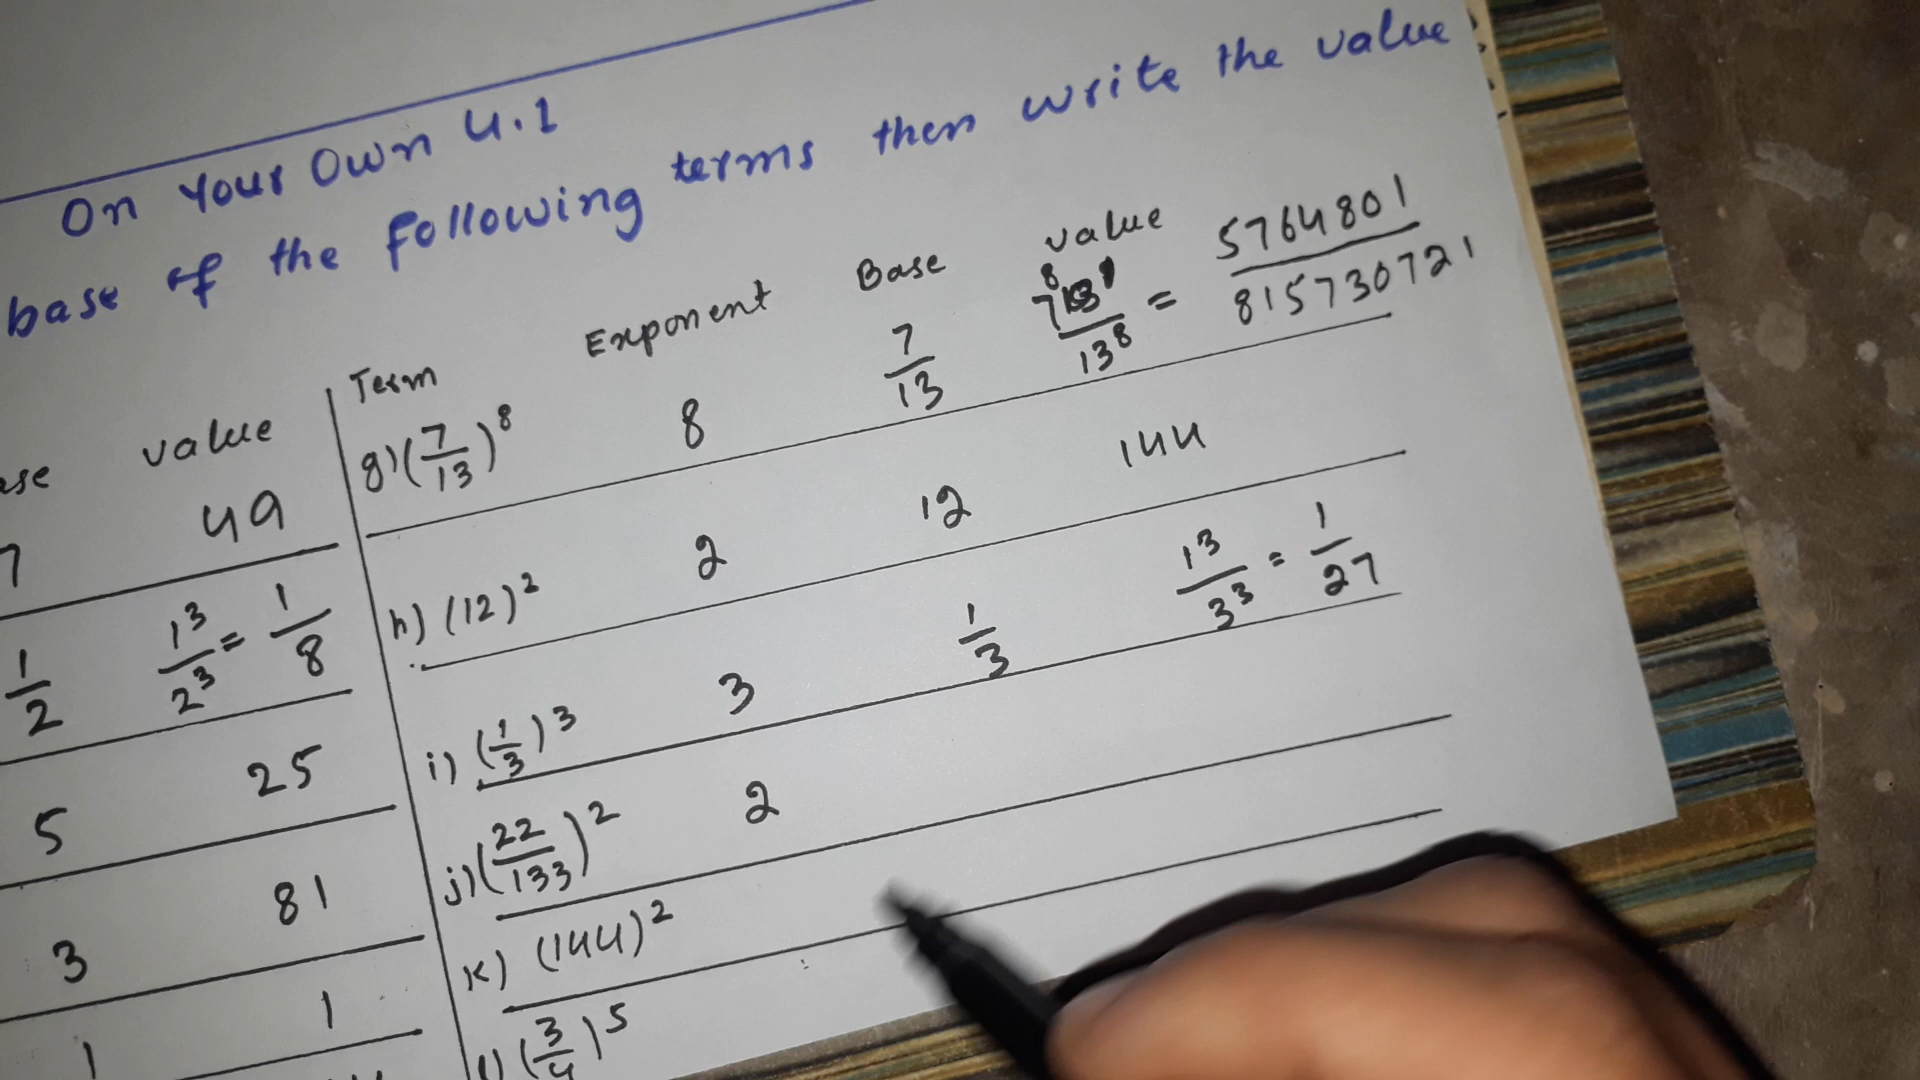 On Your Own 4.1
base of the following terms then write the value
value
49
7
1/2 1^3/2^3 = 1/8
5 25
3 81
1 1
Term Exponent Base value
g) (7/13)^8 8 7/13 7^8/13^8 = 5764801/815730721
h) (12)^2 2 12 144
i) (1/3)^3 3 1/3 1^3/3^3 = 1/27
j) (22/133)^2 2
K) (144)^2
l) (3/4)^5